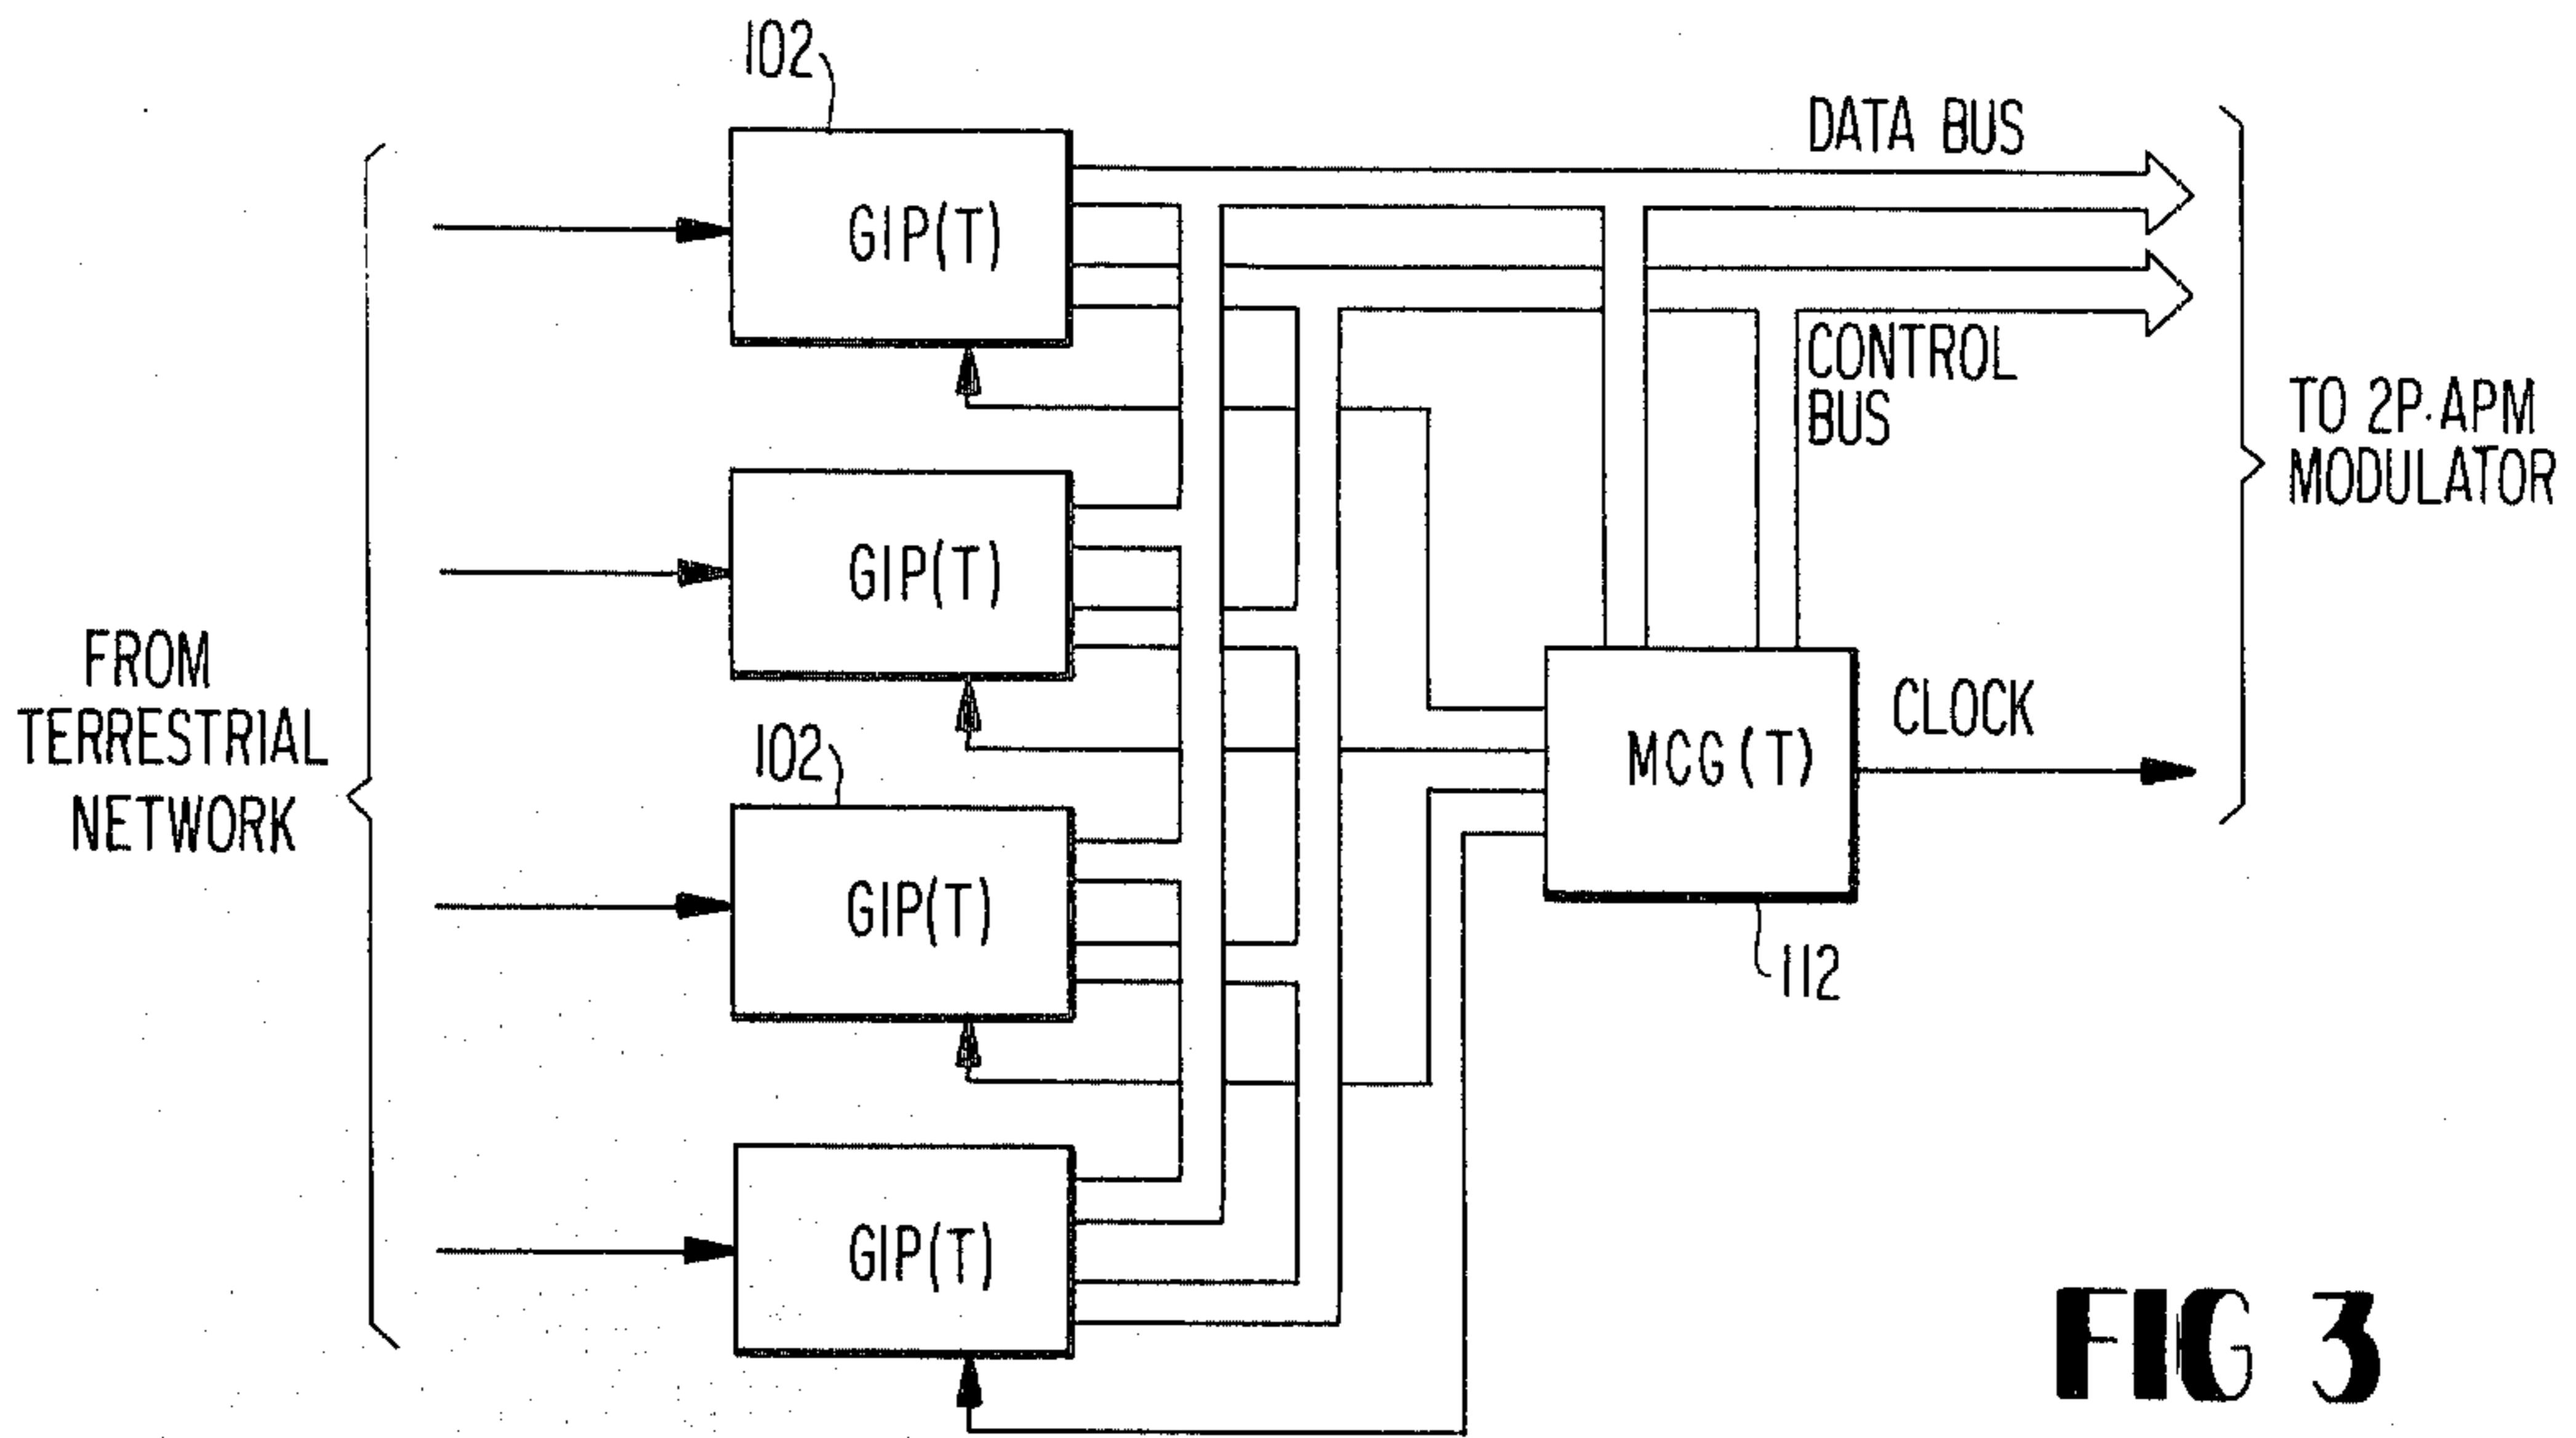 102
DATA BUS
GIP(T)
CONTROL
BUS
TO 2P.APM
MODULATOR
GIP(T)
FROM
TERRESTRIAL
NETWORK
102
CLOCK
MCG(T)
GIP(T)
112
GIP(T)
FIG 3